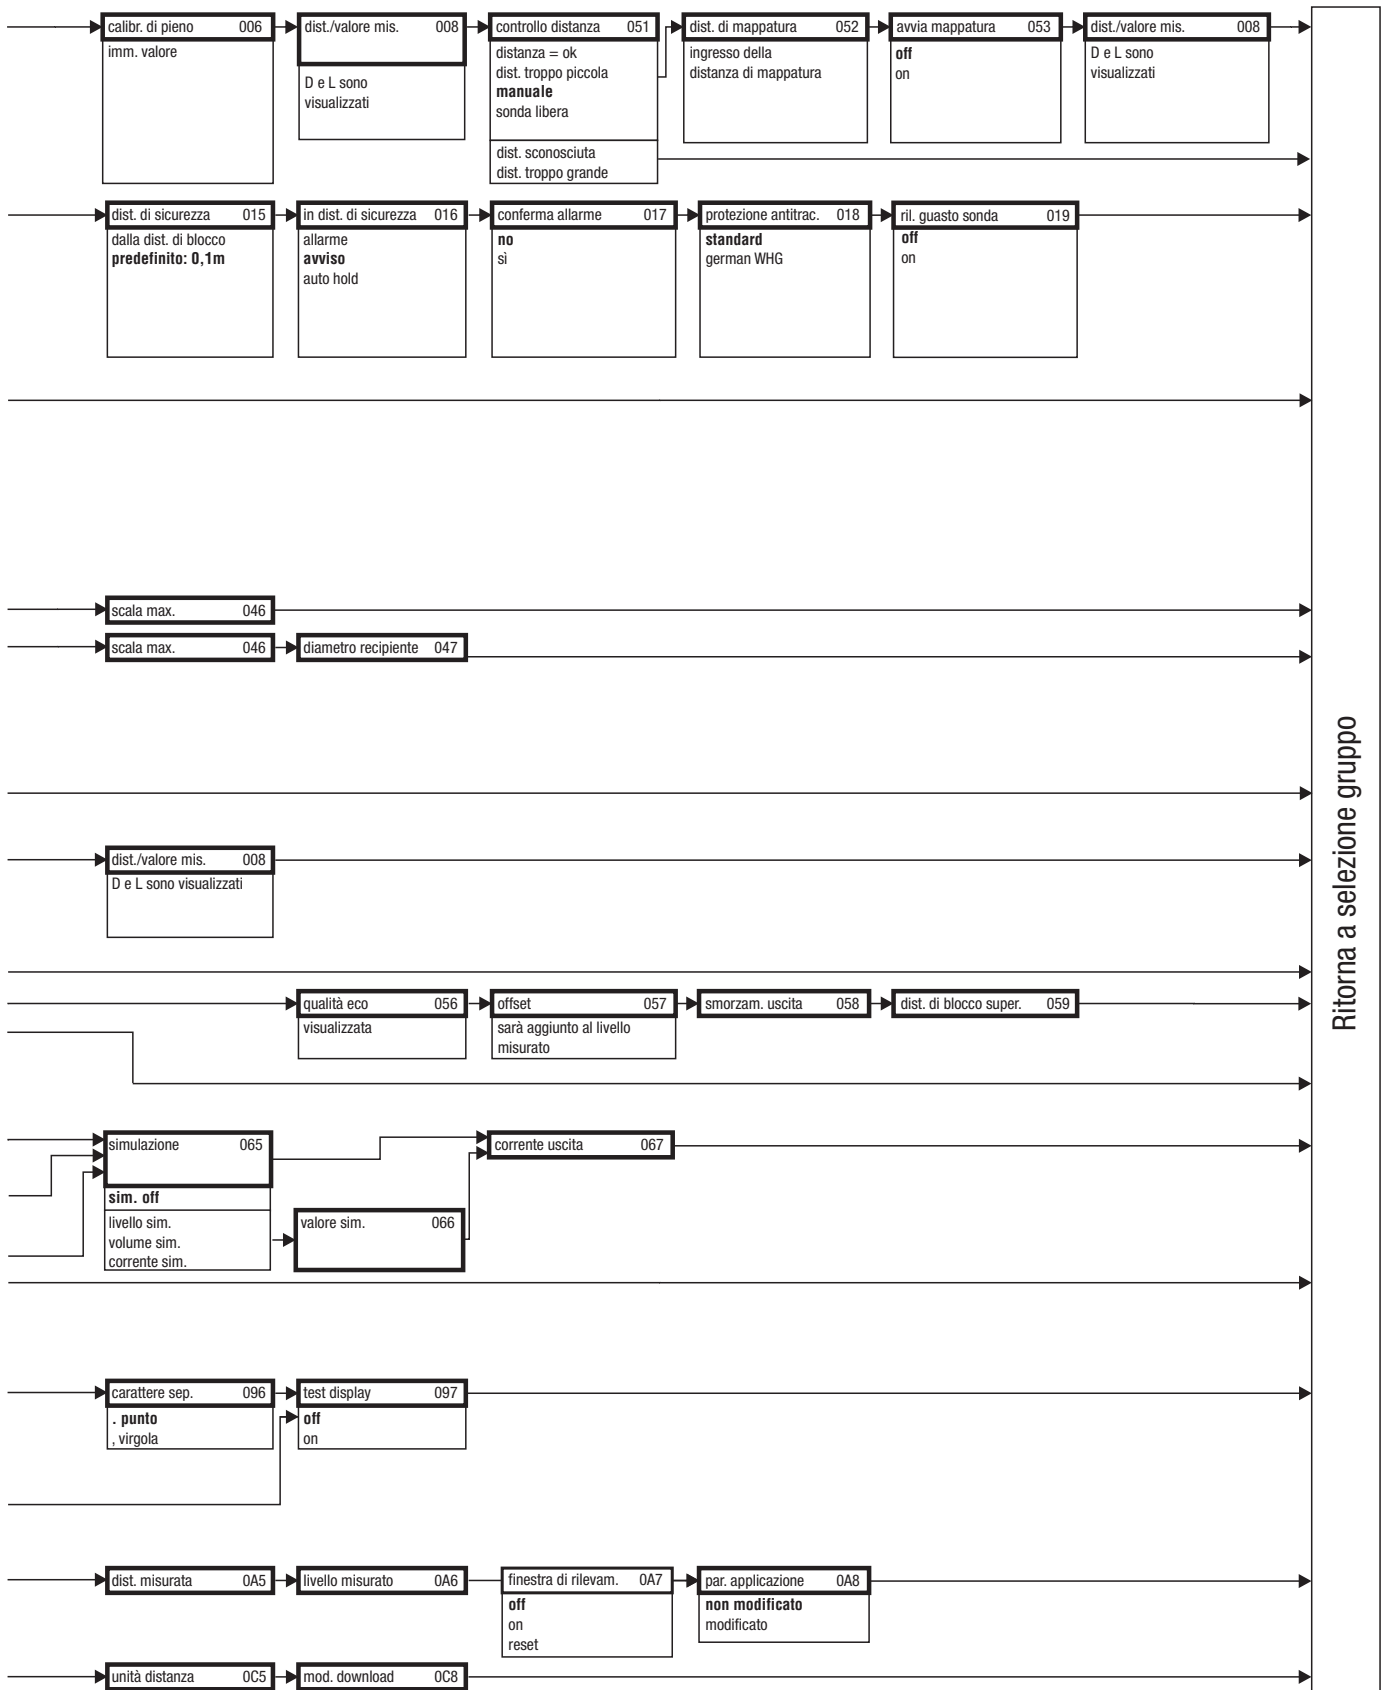 calibr. di pieno 006
imm. valore
dist./valore mis. 008
D e L sono
visualizzati
controllo distanza 051
distanza = ok
dist. troppo piccola
manuale
sonda libera
dist. sconosciuta
dist. troppo grande
dist. di mappatura 052
ingresso della
distanza di mappatura
avvia mappatura 053
off
on
dist./valore mis. 008
D e L sono
visualizzati
dist. di sicurezza 015
dalla dist. di blocco
predefinito: 0,1m
in dist. di sicurezza 016
allarme
avviso
auto hold
conferma allarme 017
no
sì
protezione antitrac. 018
standard
german WHG
ril. guasto sonda 019
off
on
scala max. 046
scala max. 046
diametro recipiente 047
dist./valore mis. 008
D e L sono visualizzati
qualità eco 056
visualizzata
offset 057
sarà aggiunto al livello
misurato
smorzam. uscita 058
dist. di blocco super. 059
simulazione 065
sim. off
livello sim.
volume sim.
corrente sim.
valore sim. 066
corrente uscita 067
carattere sep. 096
. punto
, virgola
test display 097
off
on
dist. misurata 0A5
livello misurato 0A6
finestra di rilevam. 0A7
off
on
reset
par. applicazione 0A8
non modificato
modificato
unità distanza 0C5
mod. download 0C8
Ritorna a selezione gruppo